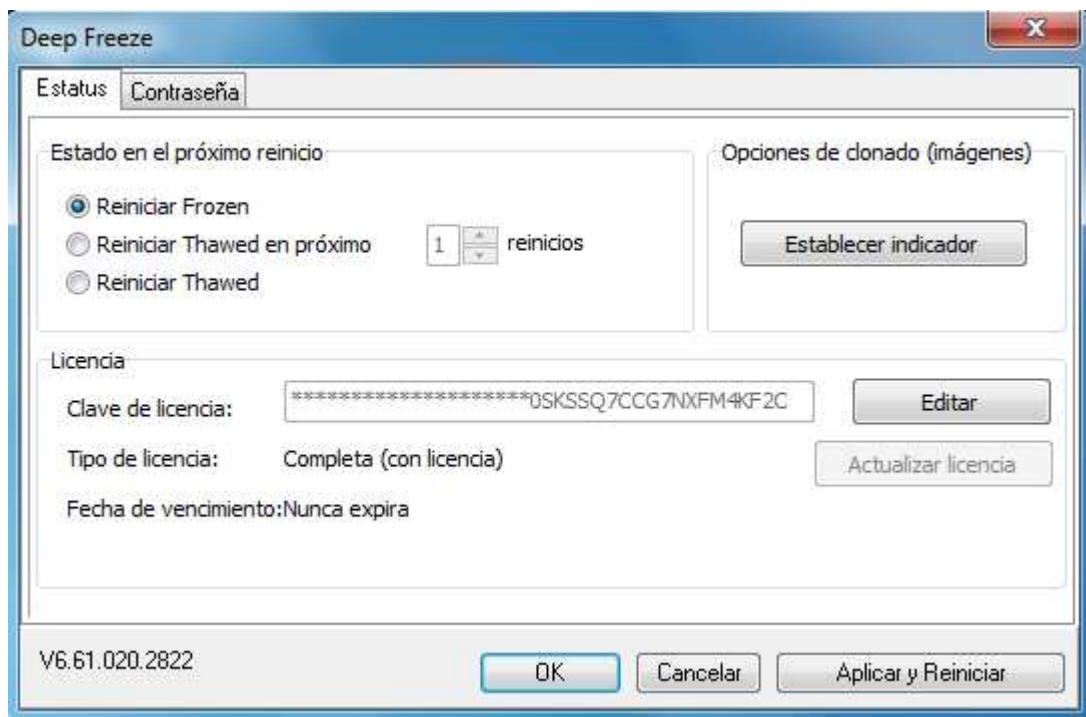 Deep Freeze
Estatus
Contraseña
Estado en el próximo reinicio
Reiniciar Frozen
Reiniciar Thawed en próximo 1 reinicios
Reiniciar Thawed
Opciones de clonado (imágenes)
Establecer indicador
Licencia
Clave de licencia: ********************0SKSSQ7CCG7NXFM4KF2C
Editar
Tipo de licencia: Completa (con licencia)
Actualizar licencia
Fecha de vencimiento:Nunca expira
V6.61.020.2822
OK
Cancelar
Aplicar y Reiniciar